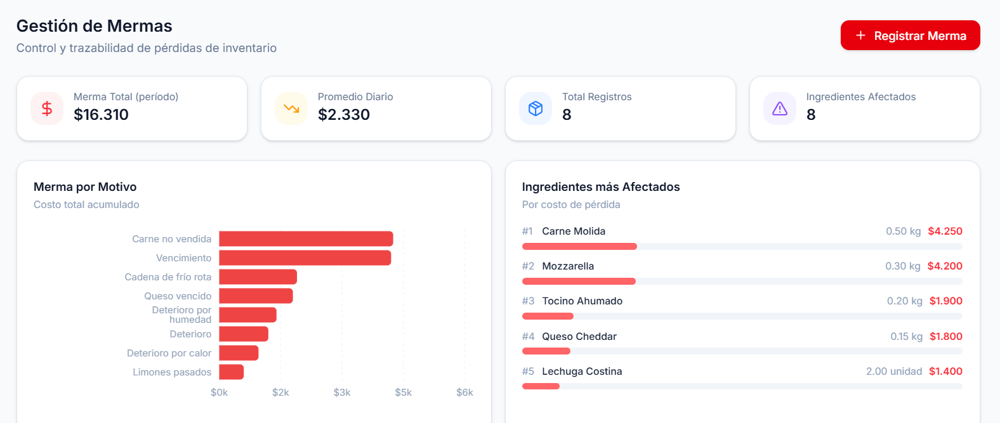 Gestión de Mermas
Control y trazabilidad de pérdidas de inventario
+ Registrar Merma
Merma Total (período)
$16.310
Promedio Diario
$2.330
Total Registros
8
Ingredientes Afectados
8
Merma por Motivo
Costo total acumulado
Carne no vendida
Vencimiento
Cadena de frío rota
Queso vencido
Deterioro por
humedad
Deterioro
Deterioro por calor
Limones pasados
$0k $2k $3k $5k $6k
Ingredientes más Afectados
Por costo de pérdida
#1 Carne Molida 0.50 kg $4.250
#2 Mozzarella 0.30 kg $4.200
#3 Tocino Ahumado 0.20 kg $1.900
#4 Queso Cheddar 0.15 kg $1.800
#5 Lechuga Costina 2.00 unidad $1.400